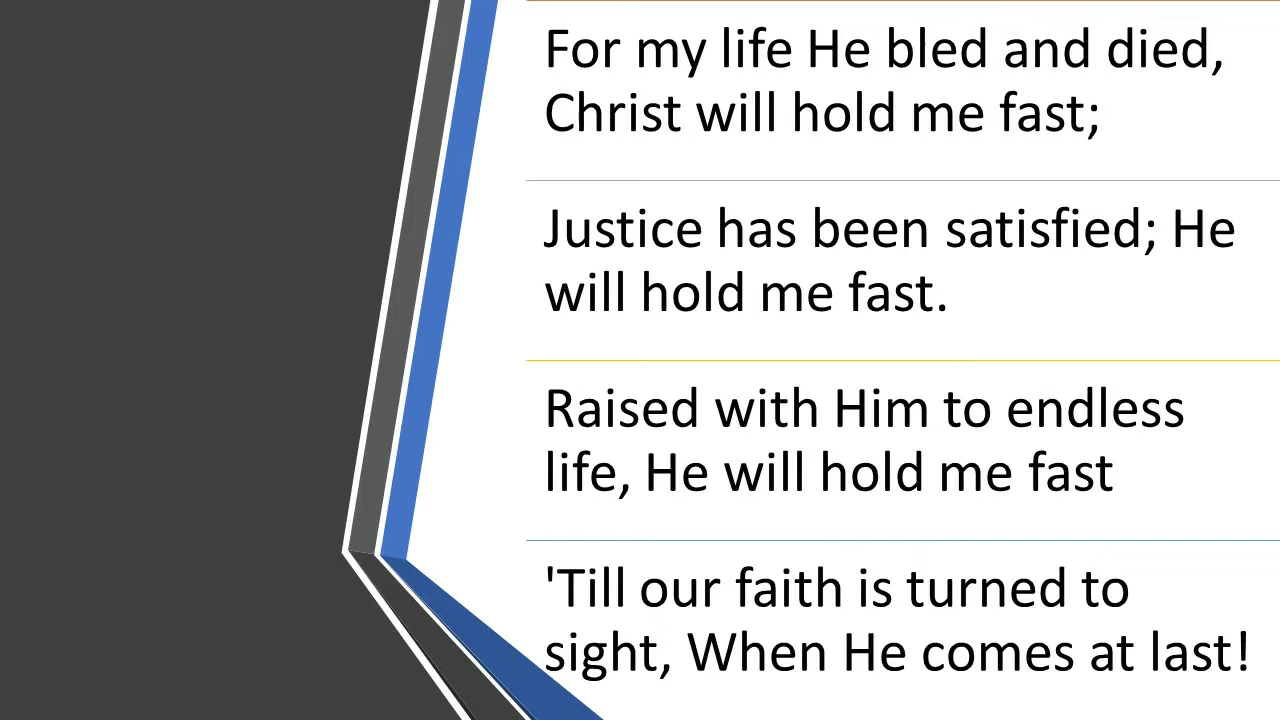 For my life He bled and died,
Christ will hold me fast;
Justice has been satisfied; He
will hold me fast.
Raised with Him to endless
life, He will hold me fast
'Till our faith is turned to
sight, When He comes at last!